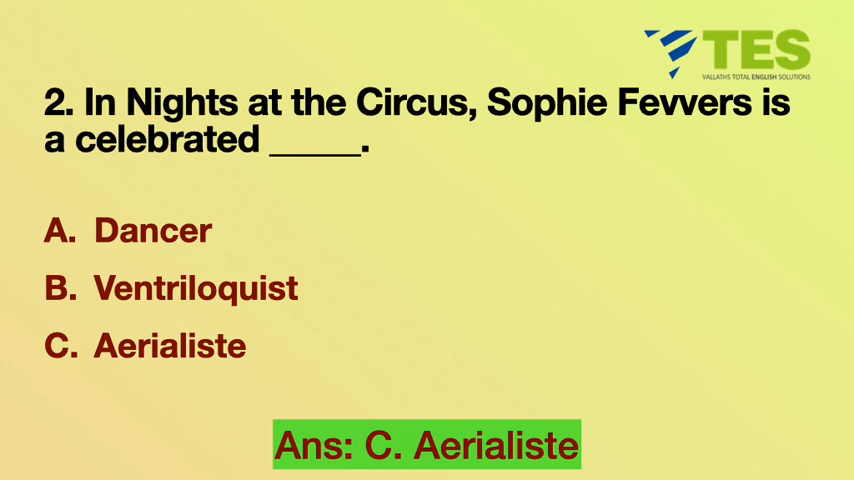 TES
VALLATHS TOTAL ENGLISH SOLUTIONS
2. In Nights at the Circus, Sophie Fevvers is
a celebrated _____.
A. Dancer
B. Ventriloquist
C. Aerialiste
Ans: C. Aerialiste